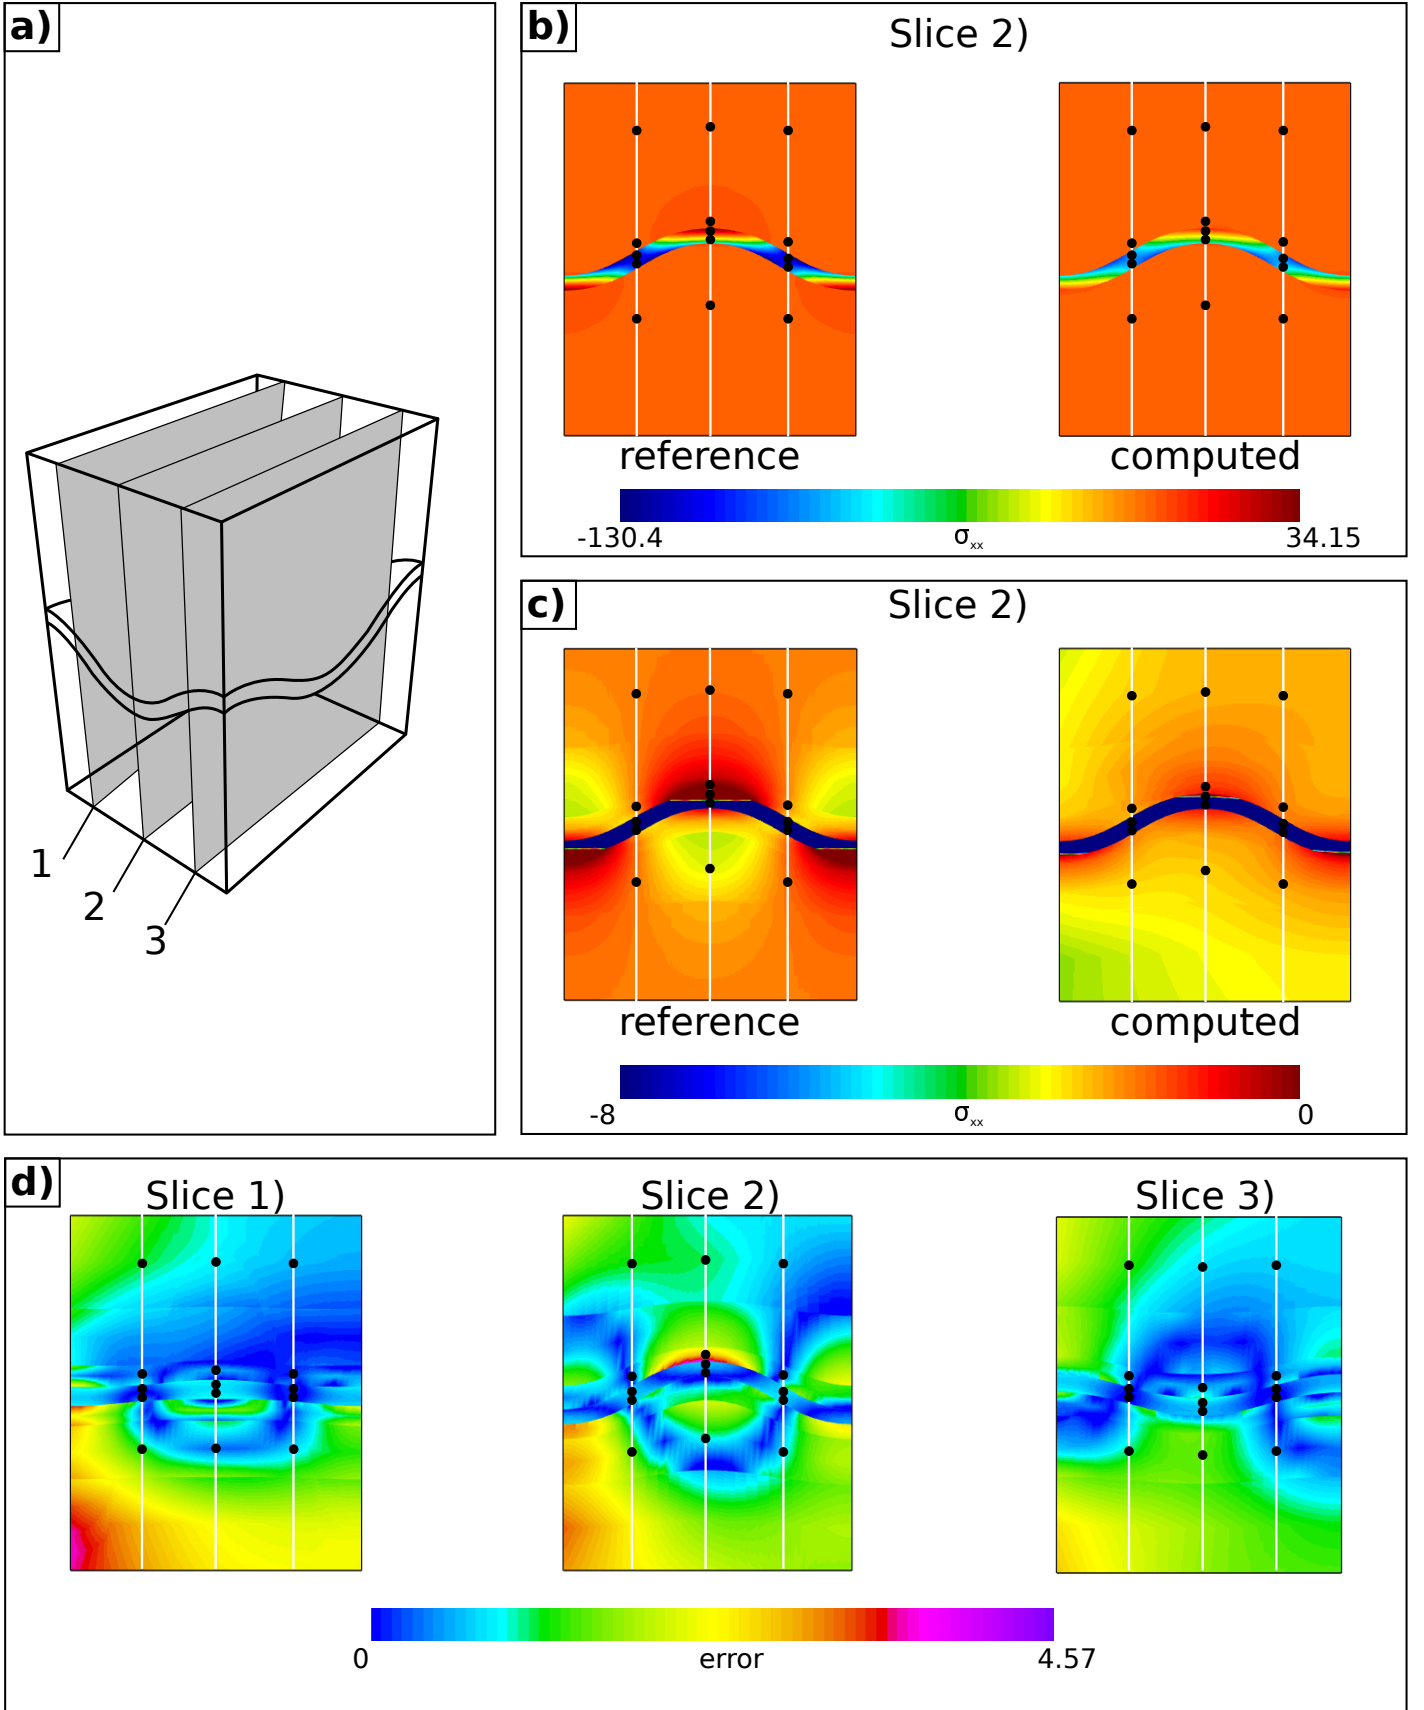 a)
1
2
3
b)
Slice 2)
reference
computed
-130.4
σxx
34.15
c)
Slice 2)
reference
computed
-8
σxx
0
d)
Slice 1)
Slice 2)
Slice 3)
0
error
4.57